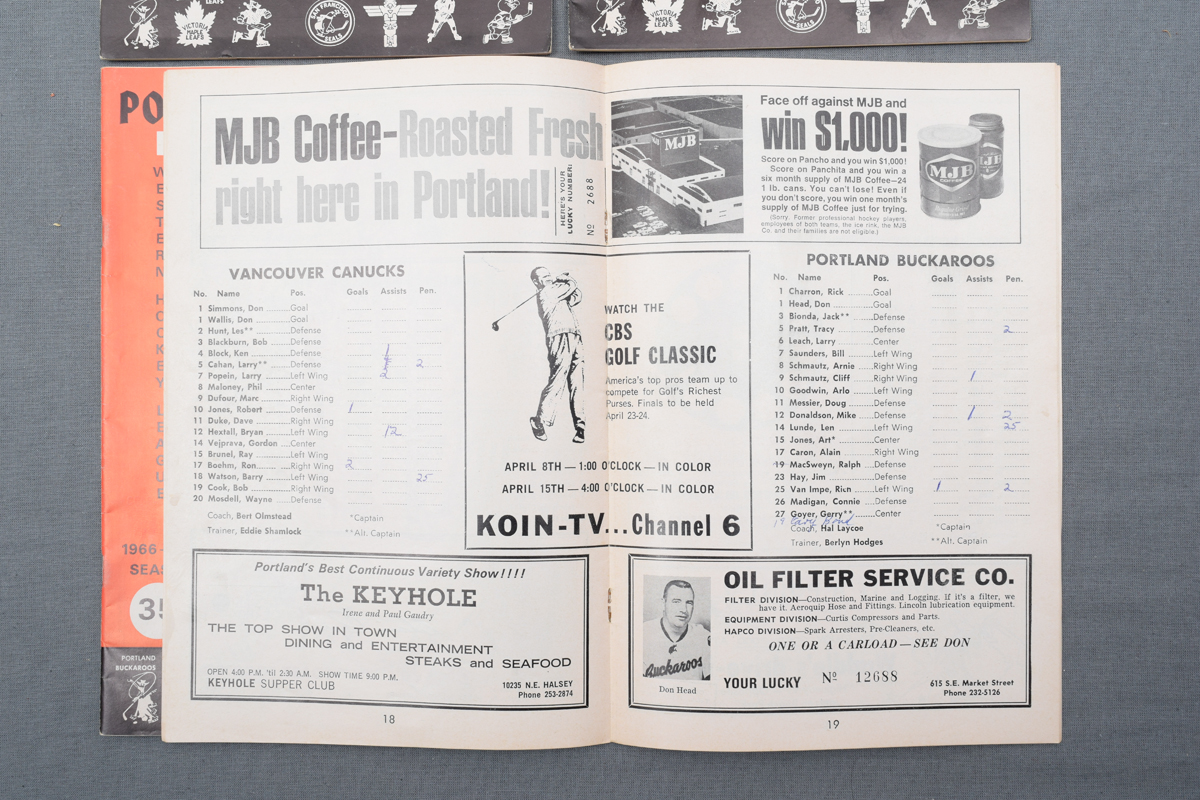 VICTORIA
MAPLE
LEAFS
SAN FRANCISCO
SEALS
VICTORIA
MAPLE
LEAFS
SEALS
PO
1966-
SEAS
35
PORTLAND
BUCKAROOS
MJB Coffee-Roasted Fresh
right here in Portland!
HERE'S YOUR
LUCKY NUMBER:
Nº 2688
MJB
Face off against MJB and
win $1,000!
Score on Pancho and you win $1,000!
Score on Panchita and you win a
six month supply of MJB Coffee—24
1 lb. cans. You can't lose! Even if
you don't score, you win one month's
supply of MJB Coffee just for trying.
(Sorry. Former professional hockey players,
employees of both teams, the ice rink, the MJB
Co. and their families are not eligible.)
MJB
COFFEE
MJB
VANCOUVER CANUCKS
No. Name Pos. Goals Assists Pen.
1 Simmons, Don Goal
1 Wallis, Don Goal
2 Hunt, Les** Defense
3 Blackburn, Bob Defense
4 Block, Ken Defense 1
5 Cahan, Larry** Defense 2
7 Popein, Larry Left Wing 2
8 Maloney, Phil Center
9 Dufour, Marc Right Wing
10 Jones, Robert Defense 1
11 Duke, Dave Right Wing
12 Hextall, Bryan Left Wing 12
14 Vejprava, Gordon Center
15 Brunel, Ray Left Wing
17 Boehm, Ron Right Wing 2
18 Watson, Barry Left Wing 25
19 Cook, Bob Right Wing
20 Mosdell, Wayne Defense
Coach, Bert Olmstead *Captain
Trainer, Eddie Shamlock **Alt. Captain
WATCH THE
CBS
GOLF CLASSIC
America's top pros team up to
compete for Golf's Richest
Purses. Finals to be held
April 23-24.
APRIL 8TH — 1:00 O'CLOCK — IN COLOR
APRIL 15TH — 4:00 O'CLOCK — IN COLOR
KOIN-TV...Channel 6
PORTLAND BUCKAROOS
No. Name Pos. Goals Assists Pen.
1 Charron, Rick Goal
1 Head, Don Goal
3 Bionda, Jack** Defense
5 Pratt, Tracy Defense 2
6 Leach, Larry Center
7 Saunders, Bill Left Wing
8 Schmautz, Arnie Right Wing
9 Schmautz, Cliff Right Wing 1
10 Goodwin, Arlo Left Wing
11 Messier, Doug Defense
12 Donaldson, Mike Defense 1 2
14 Lunde, Len Left Wing 25
15 Jones, Art* Center
17 Caron, Alain Right Wing
19 MacSweyn, Ralph Defense
23 Hay, Jim Defense
25 Van Impe, Rich Left Wing 1 2
26 Madigan, Connie Defense
27 Goyer, Gerry** Center
19
Coach, Hal Laycoe *Captain
Trainer, Berlyn Hodges **Alt. Captain
Portland's Best Continuous Variety Show!!!!
The KEYHOLE
Irene and Paul Gaudry
THE TOP SHOW IN TOWN
DINING and ENTERTAINMENT
STEAKS and SEAFOOD
OPEN 4:00 P.M. 'til 2:30 A.M. SHOW TIME 9:00 P.M.
KEYHOLE SUPPER CLUB
10235 N.E. HALSEY
Phone 253-2874
Buckaroos
Don Head
OIL FILTER SERVICE CO.
FILTER DIVISION—Construction, Marine and Logging. If it's a filter, we
have it. Aeroquip Hose and Fittings. Lincoln lubrication equipment.
EQUIPMENT DIVISION—Curtis Compressors and Parts.
HAPCO DIVISION—Spark Arresters, Pre-Cleaners, etc.
ONE OR A CARLOAD—SEE DON
YOUR LUCKY Nº 12688
615 S.E. Market Street
Phone 232-5126
18
19